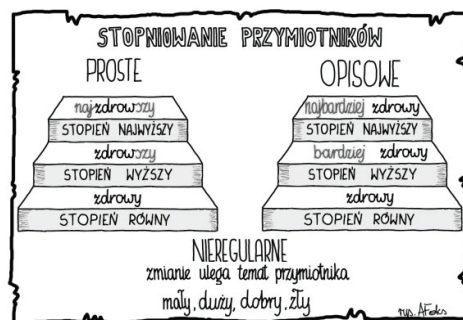 STOPNIOWANIE PRZYMIOTNIKÓW
PROSTE
najzdrowszy
STOPIEŃ NAJWYŻSZY
zdrowszy
STOPIEŃ WYŻSZY
zdrowy
STOPIEŃ RÓWNY
OPISOWE
najbardziej zdrowy
STOPIEŃ NAJWYŻSZY
bardziej zdrowy
STOPIEŃ WYŻSZY
zdrowy
STOPIEŃ RÓWNY
NIEREGULARNE
zmianie ulega temat przymiotnika
mały, duży, dobry, zły
rys. AFoks